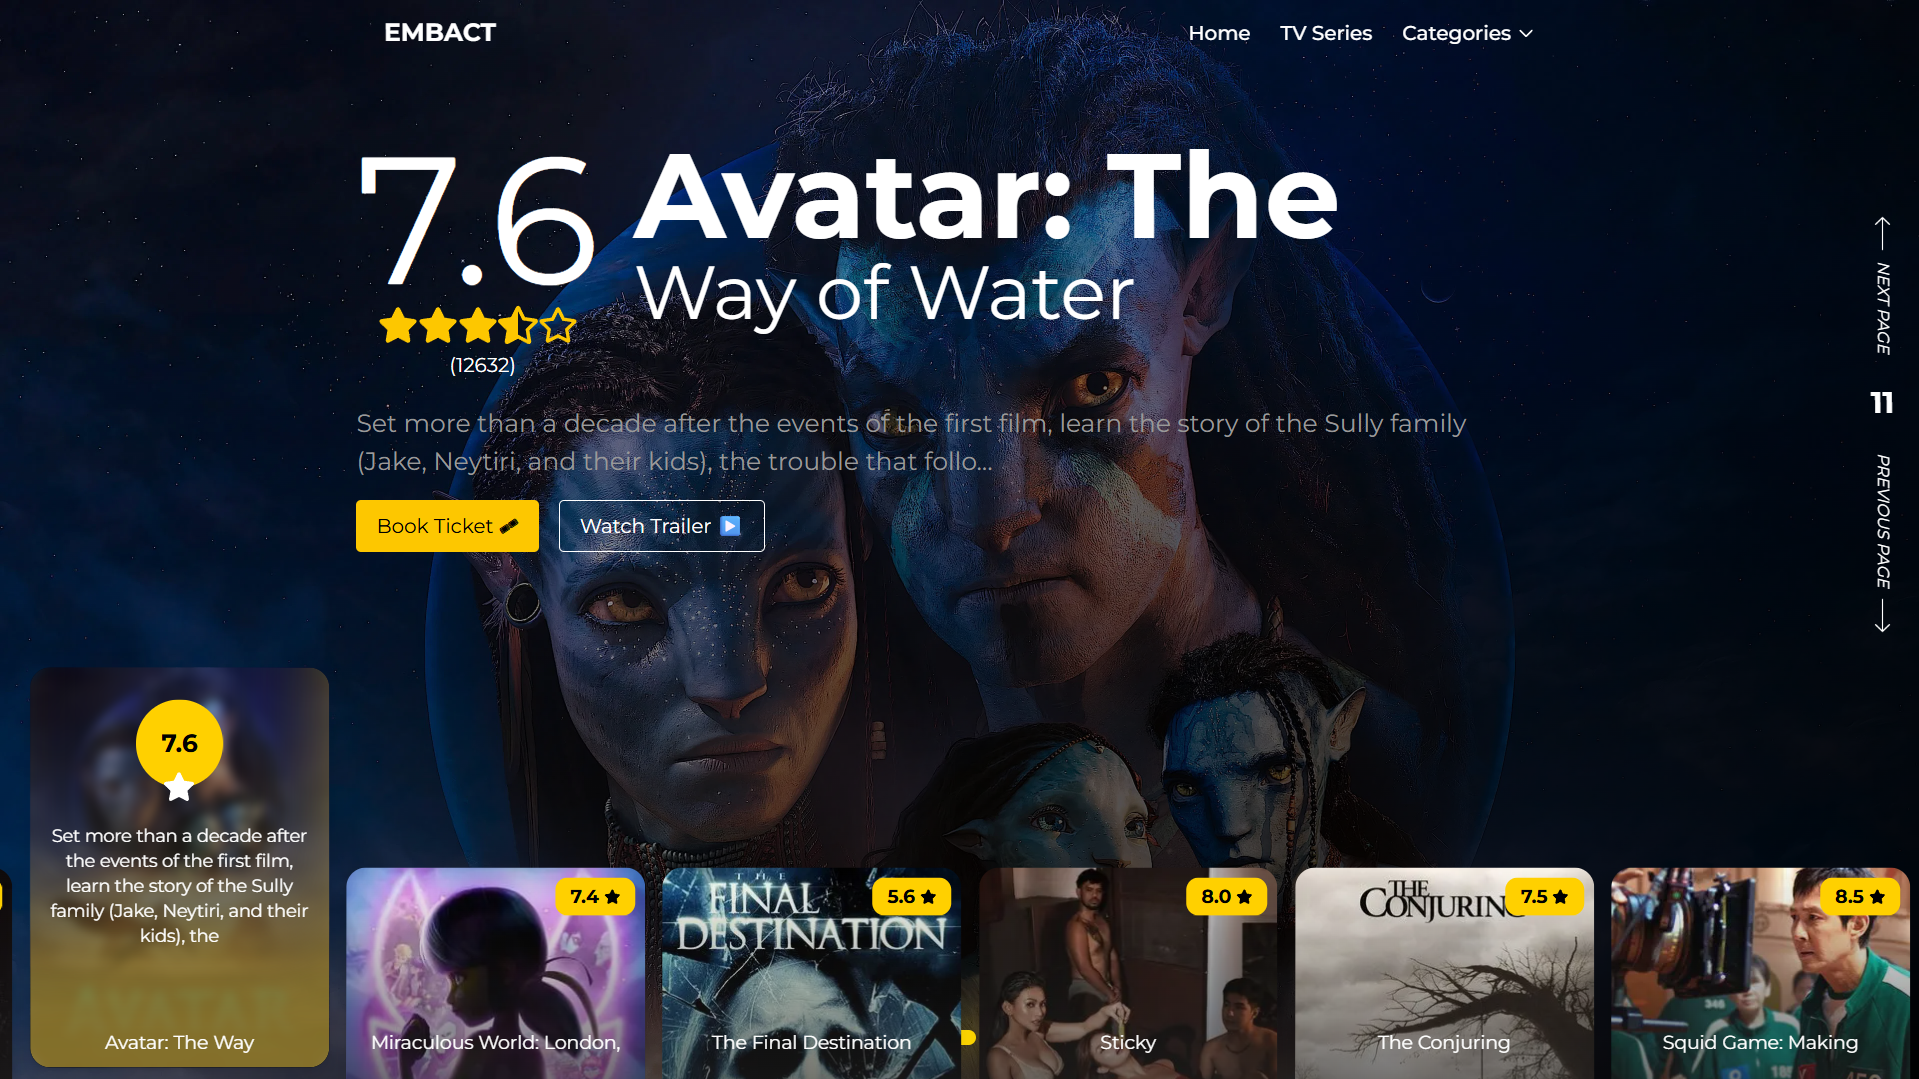 EMBACT
Home
TV Series
Categories
7.6
Avatar: The
Way of Water
(12632)
Set more than a decade after the events of the first film, learn the story of the Sully family
(Jake, Neytiri, and their kids), the trouble that follo...
Book Ticket
Watch Trailer
NEXT PAGE
11
PREVIOUS PAGE
7.6
Set more than a decade after
the events of the first film,
learn the story of the Sully
family (Jake, Neytiri, and their
kids), the
AVATAR
Avatar: The Way
7.4
Miraculous World: London,
THE
FINAL
DESTINATION
5.6
The Final Destination
8.0
Sticky
THE
CONJURING
7.5
The Conjuring
8.5
Squid Game: Making